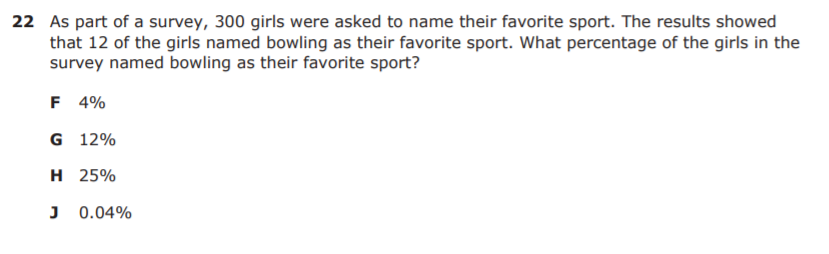 22 As part of a survey, 300 girls were asked to name their favorite sport. The results showed
that 12 of the girls named bowling as their favorite sport. What percentage of the girls in the
survey named bowling as their favorite sport?
F 4%
G 12%
H 25%
J 0.04%